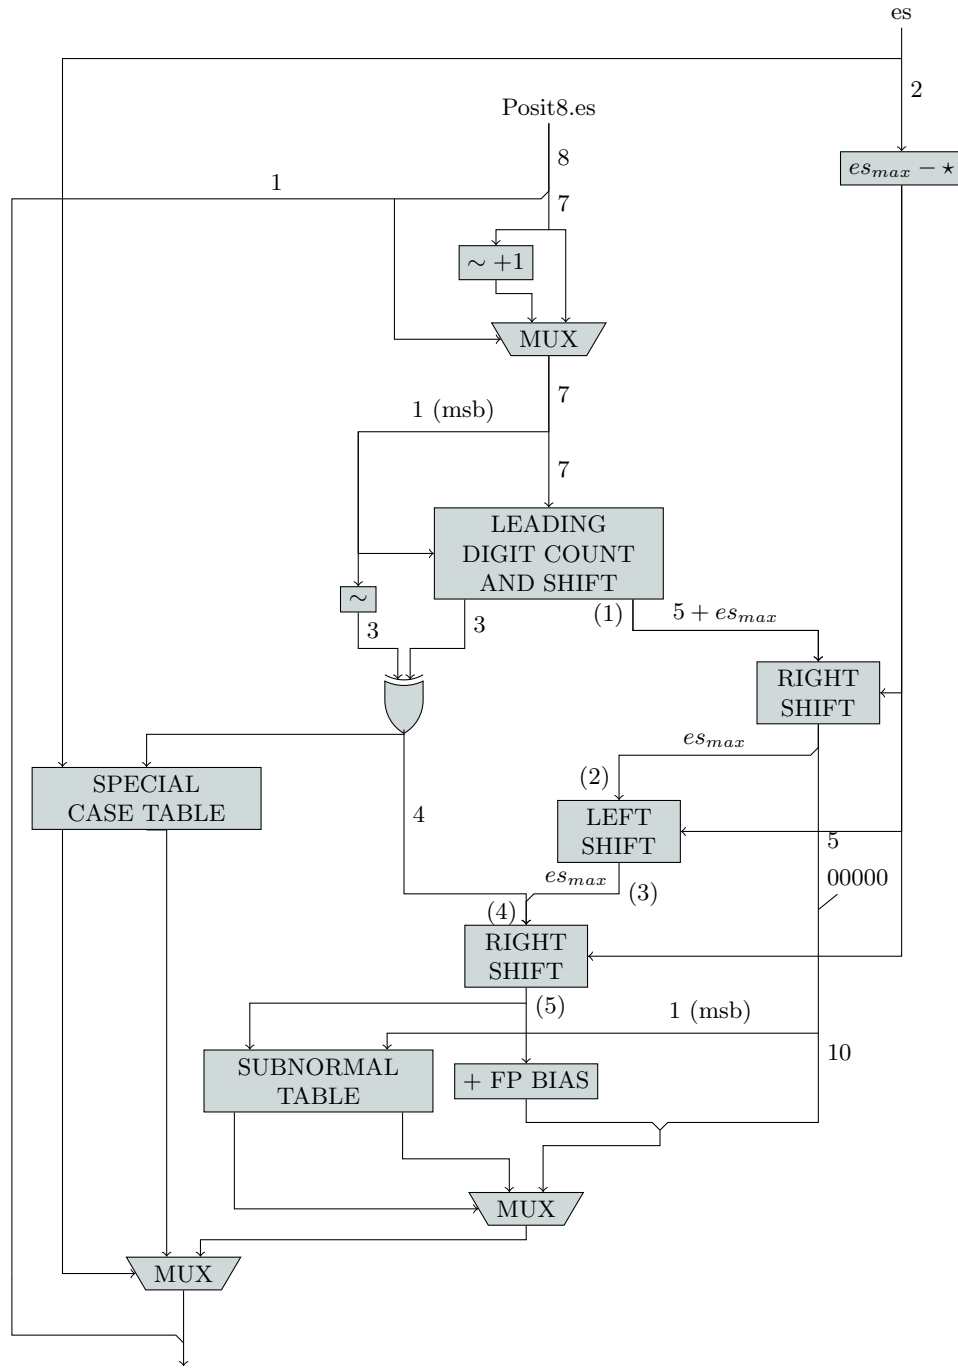 es
2
Posit8.es
8
es_max − ⋆
1
7
∼ +1
MUX
7
1 (msb)
7
LEADING
DIGIT COUNT
AND SHIFT
∼
(1)
5 + es_max
3
3
RIGHT
SHIFT
es_max
(2)
SPECIAL
CASE TABLE
LEFT
SHIFT
4
5
es_max
(3)
00000
(4)
RIGHT
SHIFT
(5)
1 (msb)
10
SUBNORMAL
TABLE
+ FP BIAS
MUX
MUX